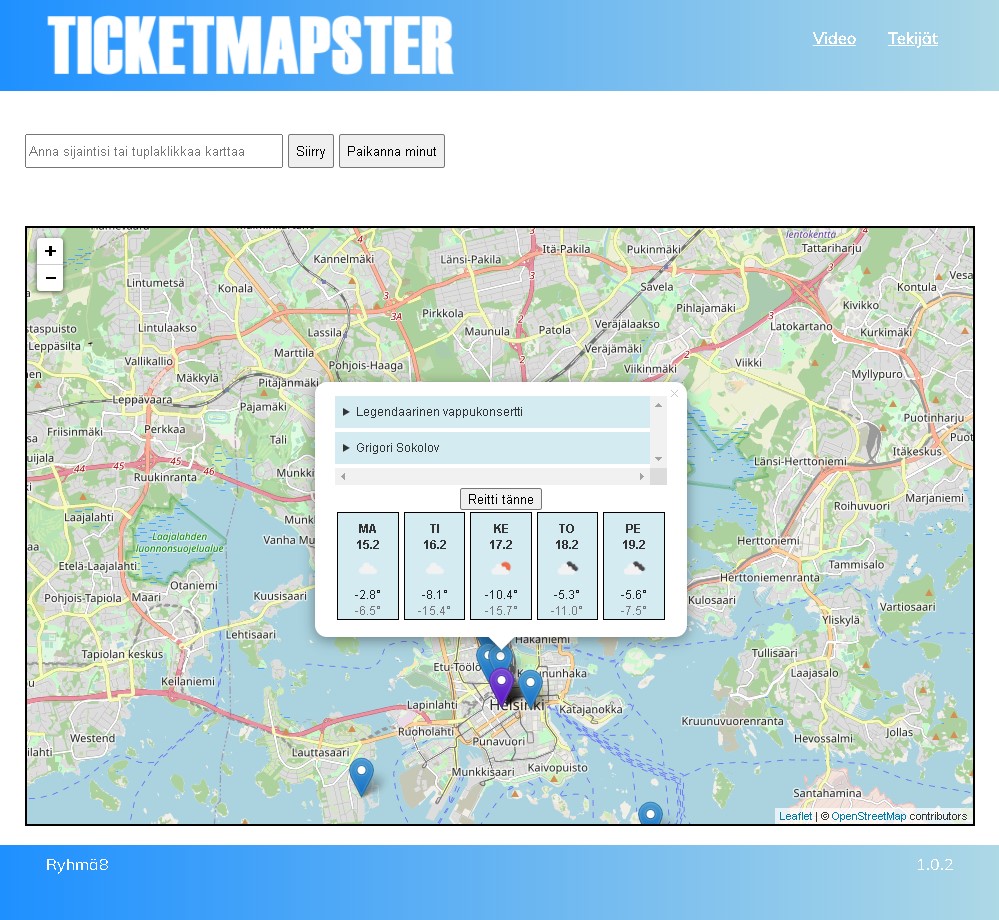 TICKETMAPSTER
Video
Tekijät
Anna sijaintisi tai tuplaklikkaa karttaa
Siirry
Paikanna minut
+
−
lentokenttä
Kannelmäki
Länsi-Pakila
Itä-Pakila
Pukinmäki
Tattariharju
Lintumetsä
Konala
Savela
Kontula
Pihlajamäki
Kivikko
3
3A
Pirkkola
Lintulaakso
Lassila
Maunula
Patola
Veräjälaakso
Latokartano
Kurkimäki
Leppäsilta
Vallikallio
Marttila
Pohjois-Haaga
Veräjämäki
Viikki
Mäkkylä
Pitäjänmäki
Viikinmäki
Myllypuro
Leppävaara
Pajamäki
Puotinharju
Friisinmäki
Perkkaa
Tali
Itäkeskus
Länsi-Herttoniemi
Ruukinranta
Roihuvuori
Marjaniemi
Laajalahti
Laajalahden
luonnonsuojelualue
Herttoniemi
Etelä-Laajalahti
Tammisalo
Otaniemi
Herttoniemenranta
Pohjois-Tapiola
Maari
Kuusisaari
Kulosaari
Vartiosaari
Yliskylä
Lehtisaari
Tapiolan keskus
Tullisaari
Keilaniemi
Laajasalo
Legendaarinen vappukonsertti
Grigori Sokolov
×
Reitti tänne
MA
15.2
-2.8°
-6.5°
TI
16.2
-8.1°
-15.4°
KE
17.2
-10.4°
-15.7°
TO
18.2
-5.3°
-11.0°
PE
19.2
-5.6°
-7.5°
Hakaniemi
Helsinki
Lapinlahti
Katajanokka
Ruoholahti
Kruunuvuorenranta
Jollas
Westend
Hevossalmi
Punavuori
Lauttasaari
Munkkisaari
Kaivopuisto
Santahamina
Leaflet | © OpenStreetMap contributors
Ryhmä8
1.0.2